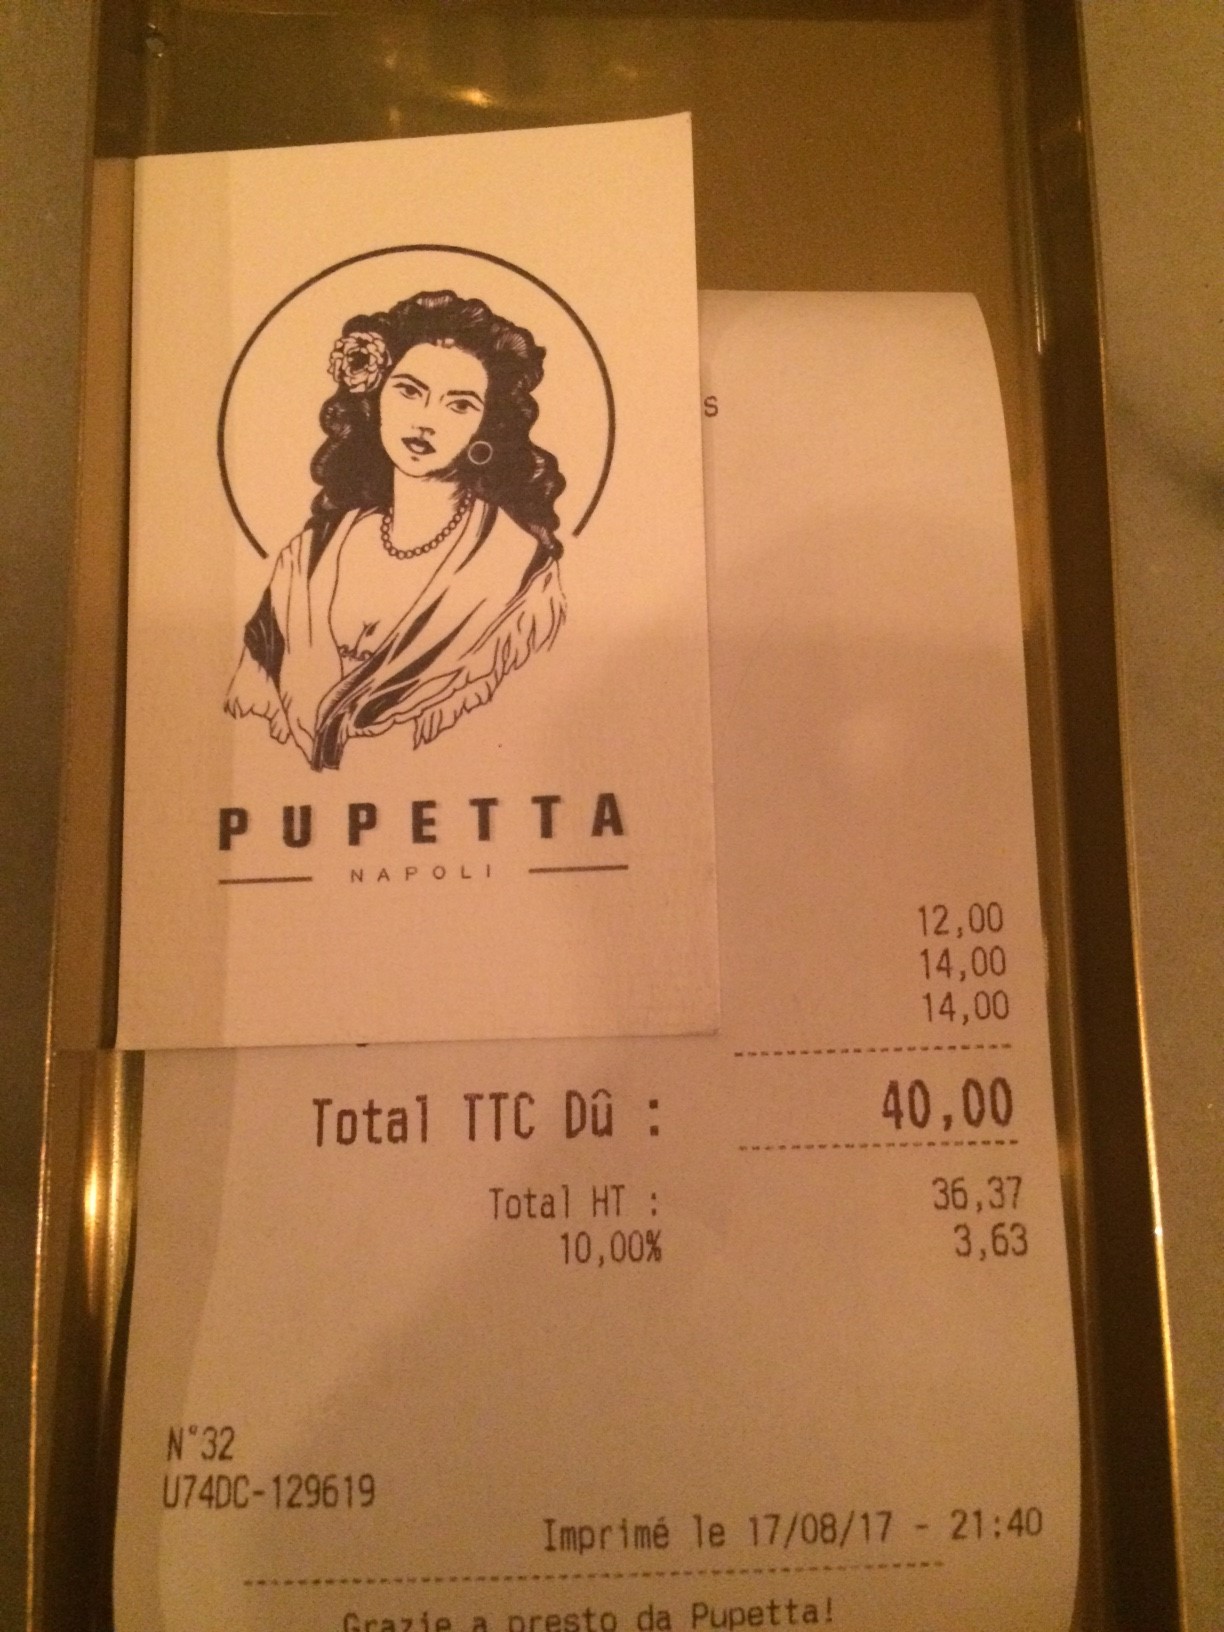 PUPETTA
NAPOLI
s
12,00
14,00
14,00
Total TTC Dû : 40,00
Total HT : 36,37
10,00% 3,63
N°32
U74DC-129619
Imprimé le 17/08/17 - 21:40
Grazie a presto da Pupetta!